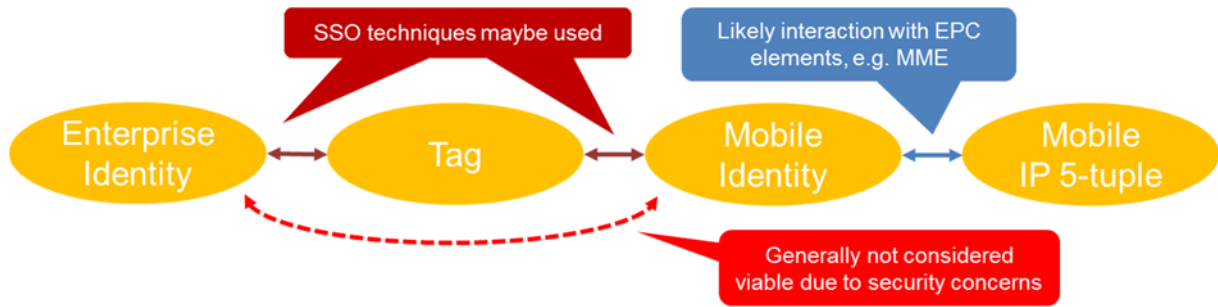 SSO techniques maybe used
Likely interaction with EPC
elements, e.g. MME
Enterprise
Identity
Tag
Mobile
Identity
Mobile
IP 5-tuple
Generally not considered
viable due to security concerns